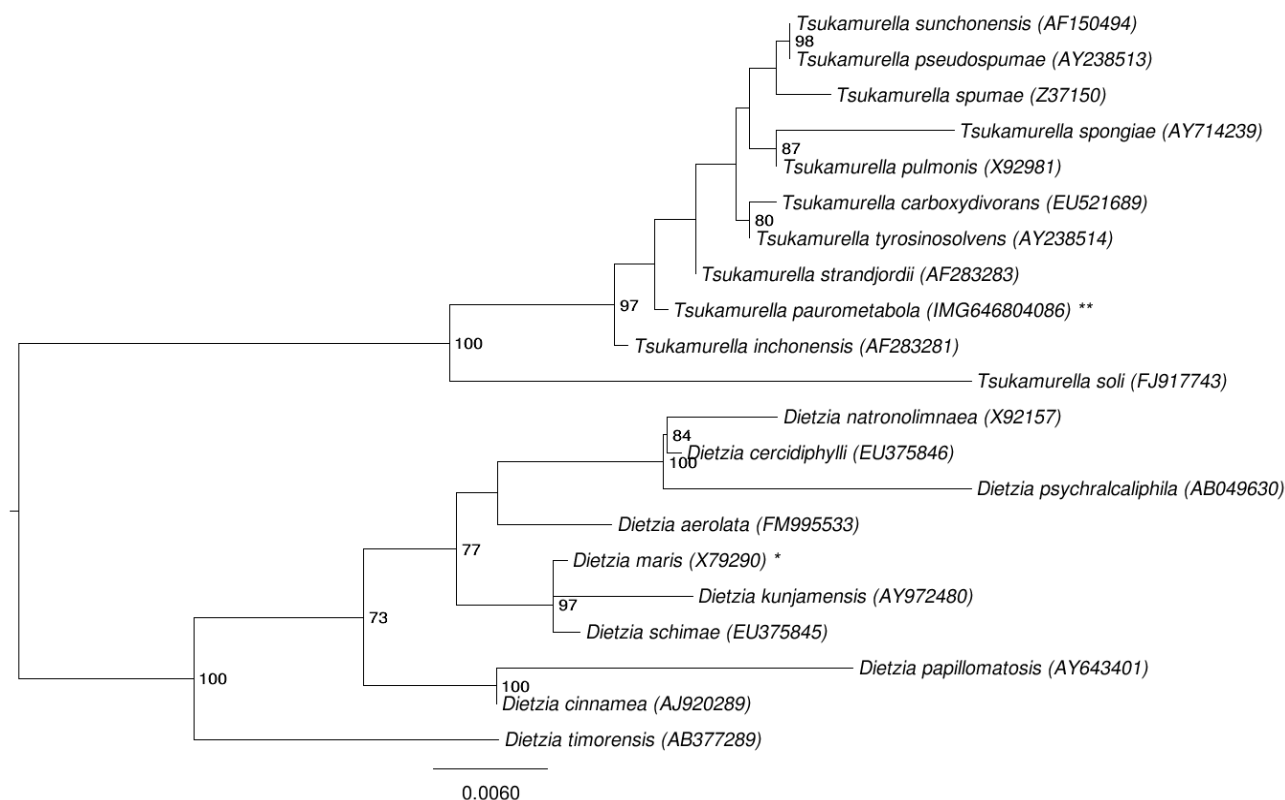 Tsukamurella sunchonensis (AF150494)
98
Tsukamurella pseudospumae (AY238513)
Tsukamurella spumae (Z37150)
Tsukamurella spongiae (AY714239)
87
Tsukamurella pulmonis (X92981)
Tsukamurella carboxydivorans (EU521689)
80
Tsukamurella tyrosinosolvens (AY238514)
Tsukamurella strandjordii (AF283283)
97
Tsukamurella paurometabola (IMG646804086) **
100
Tsukamurella inchonensis (AF283281)
Tsukamurella soli (FJ917743)
Dietzia natronolimnaea (X92157)
84
Dietzia cercidiphylli (EU375846)
100
Dietzia psychralcaliphila (AB049630)
Dietzia aerolata (FM995533)
77
Dietzia maris (X79290) *
Dietzia kunjamensis (AY972480)
97
73
Dietzia schimae (EU375845)
Dietzia papillomatosis (AY643401)
100
100
Dietzia cinnamea (AJ920289)
Dietzia timorensis (AB377289)
0.0060